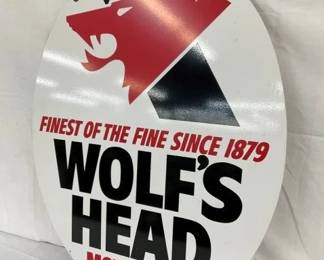 FINEST OF THE FINE SINCE 1879
WOLF'S
HEAD